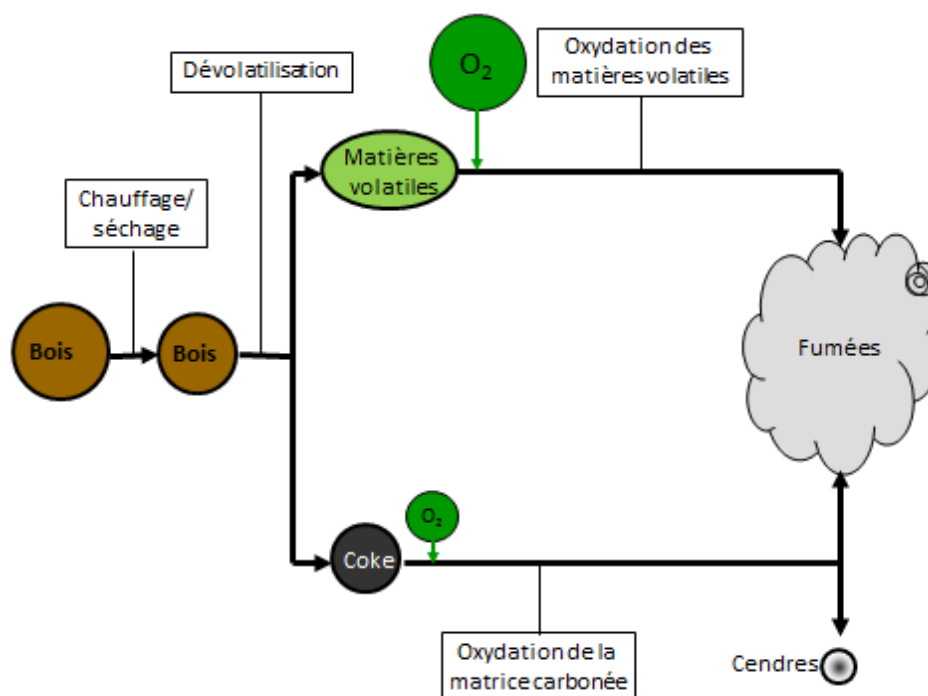 Dévolatilisation
O₂
Oxydation des
matières volatiles
Matières
volatiles
Chauffage/
séchage
Bois
Bois
Fumées
O₂
Coke
Oxydation de la
matrice carbonée
Cendres